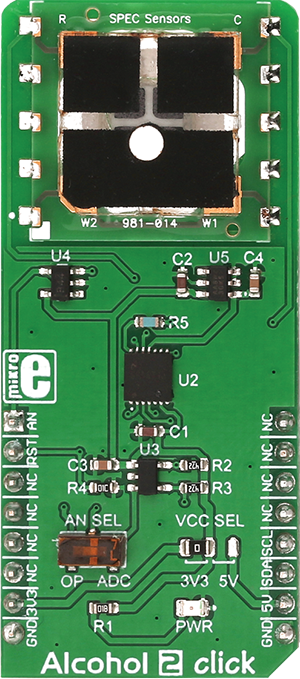 R SPEC Sensors C
W2 981-014 W1
U4 U5
C2 C4
R5
mikro e
U2
C1
AN NC
RST NC
U3
C3 R2
R4 R3
NC NC
NC NC
AN SEL VCC SEL
NC SCL
NC SDA
OP ADC 3V3 5V
3V3 5V
R1 PWR
GND GND
Alcohol 2 click